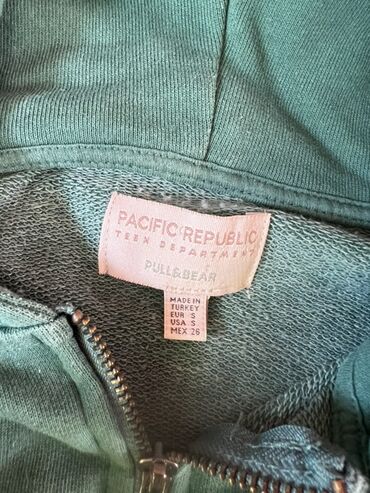 PACIFIC REPUBLIC
TEEN DEPARTMENT
PULL&BEAR
MADE IN
TURKEY
EUR S
USA S
MEX 26